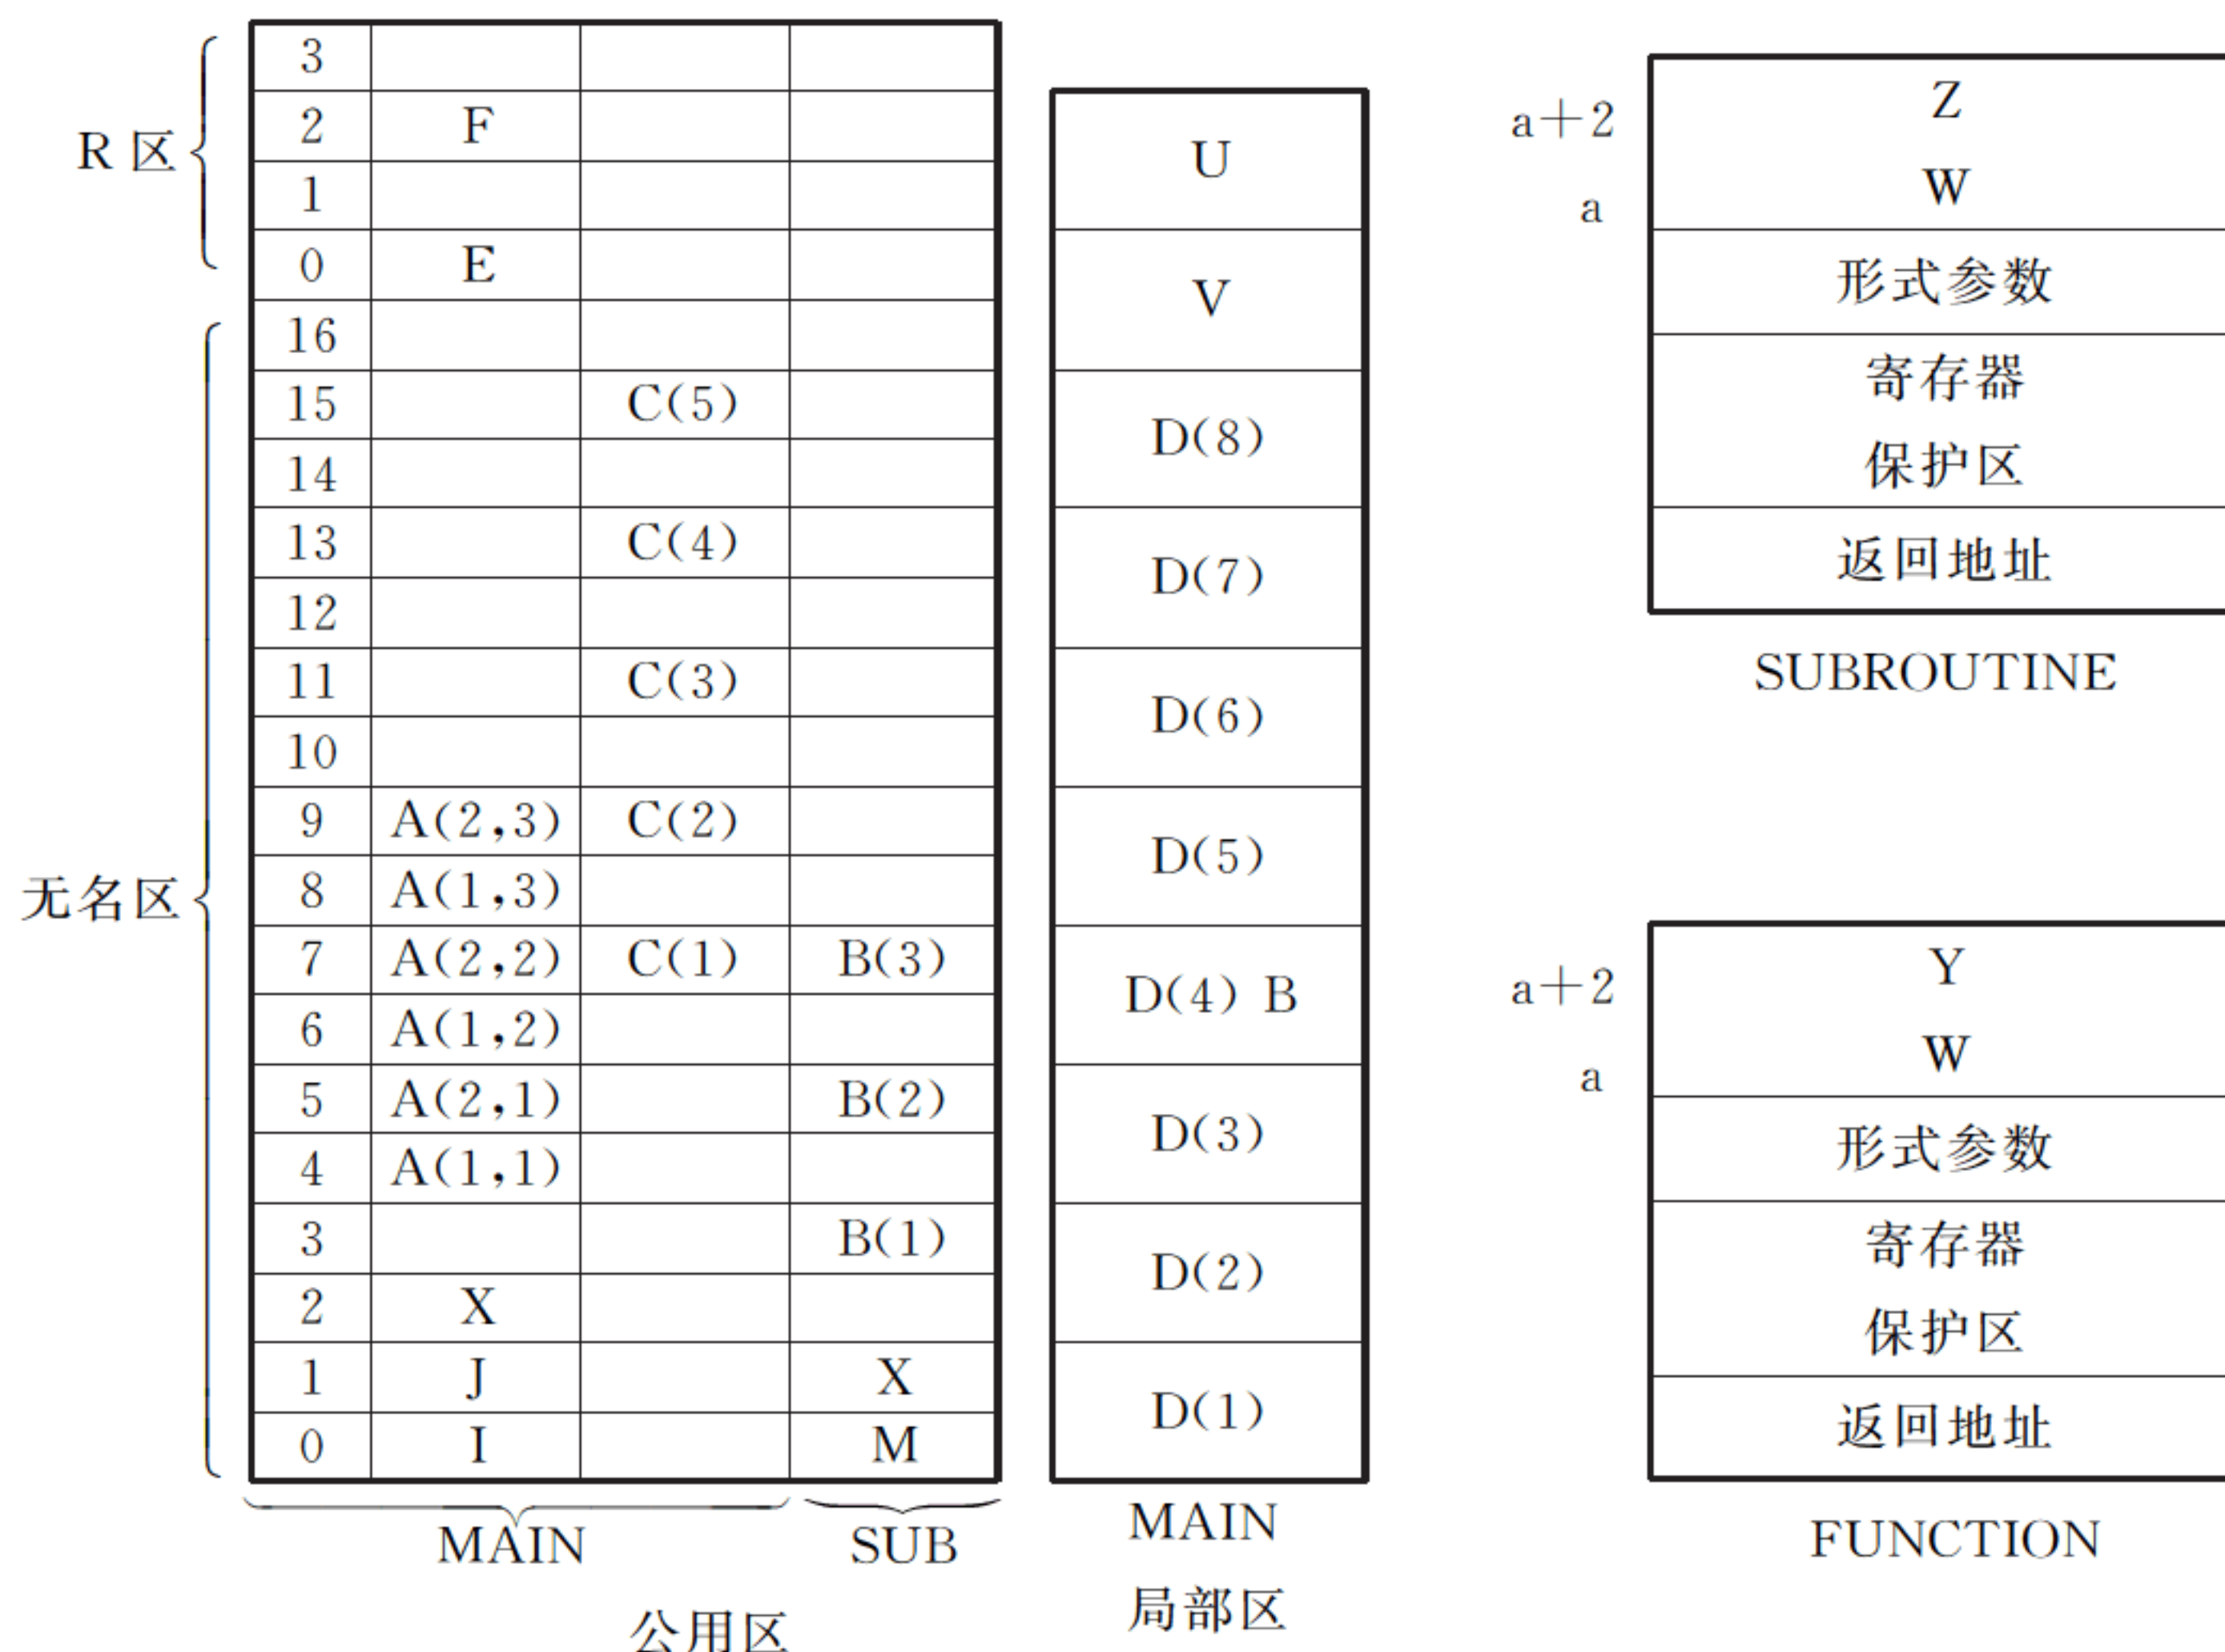 3
2 F
R 区
1
0 E
16
15 C(5)
14
13 C(4)
12
11 C(3)
10
9 A(2,3) C(2)
8 A(1,3)
无名区
7 A(2,2) C(1) B(3)
6 A(1,2)
5 A(2,1) B(2)
4 A(1,1)
3 B(1)
2 X
1 J X
0 I M
MAIN SUB
公用区
U
V
D(8)
D(7)
D(6)
D(5)
D(4) B
D(3)
D(2)
D(1)
MAIN
局部区
a+2 Z
a W
形式参数
寄存器
保护区
返回地址
SUBROUTINE
a+2 Y
a W
形式参数
寄存器
保护区
返回地址
FUNCTION